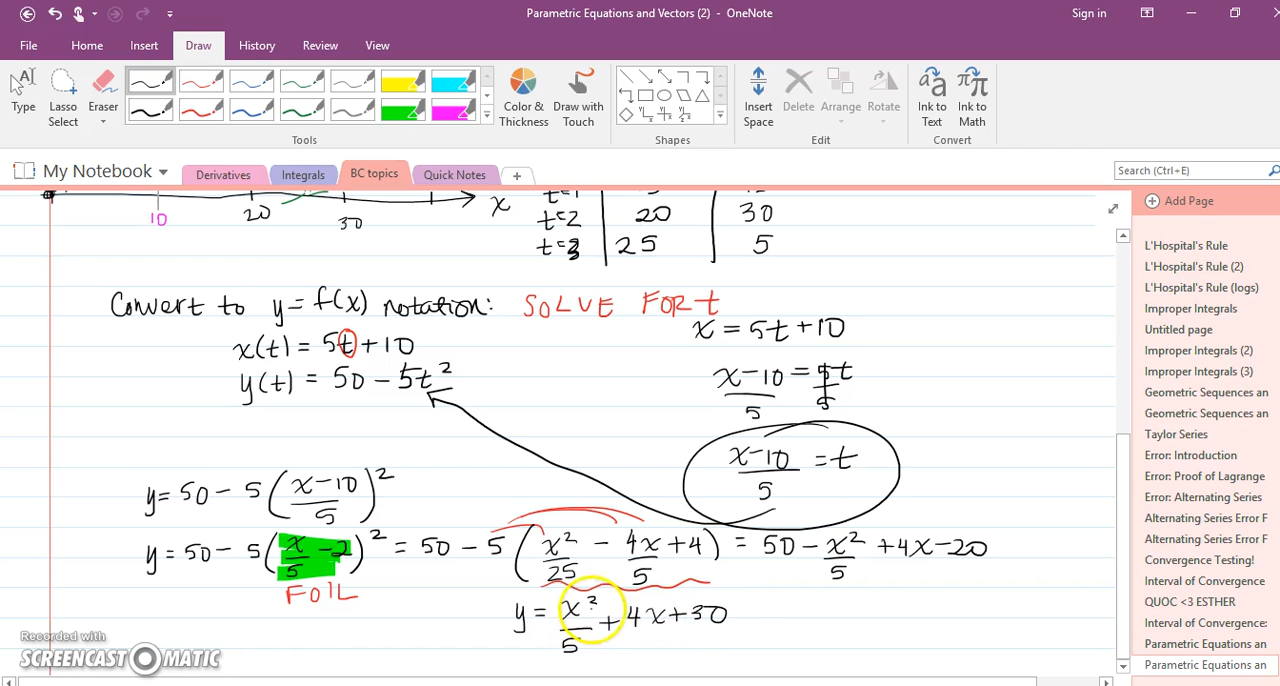 Parametric Equations and Vectors (2) - OneNote
Sign in
File Home Insert Draw History Review View
Type
Lasso Select
Eraser
Color & Thickness
Draw with Touch
Insert Space
Delete
Arrange
Rotate
Ink to Text
Ink to Math
Tools
Shapes
Edit
Convert
My Notebook
Derivatives Integrals BC topics Quick Notes +
Search (Ctrl+E)
Add Page
L'Hospital's Rule
L'Hospital's Rule (2)
L'Hospital's Rule (logs)
Improper Integrals
Untitled page
Improper Integrals (2)
Improper Integrals (3)
Geometric Sequences an
Geometric Sequences an
Taylor Series
Error: Introduction
Error: Proof of Lagrange
Error: Alternating Series
Error: Alternating Series
Alternating Series Error F
Alternating Series Error F
Convergence Testing!
Interval of Convergence
QUOC <3 ESTHER
Interval of Convergence:
Parametric Equations an
Parametric Equations an
10 20 30 x
t=2 20 30
t=3 25 5
Convert to y = f(x) notation: SOLVE FOR t
x(t) = 5t + 10
y(t) = 50 - 5t²
x = 5t + 10
(x-10)/5 = 5t/5
(x-10)/5 = t
y = 50 - 5((x-10)/5)²
y = 50 - 5(x/5 - 2)² = 50 - 5(x²/25 - 4x/5 + 4) = 50 - x²/5 + 4x - 20
FOIL
y = x²/5 + 4x + 30
Recorded with
SCREENCAST MATIC